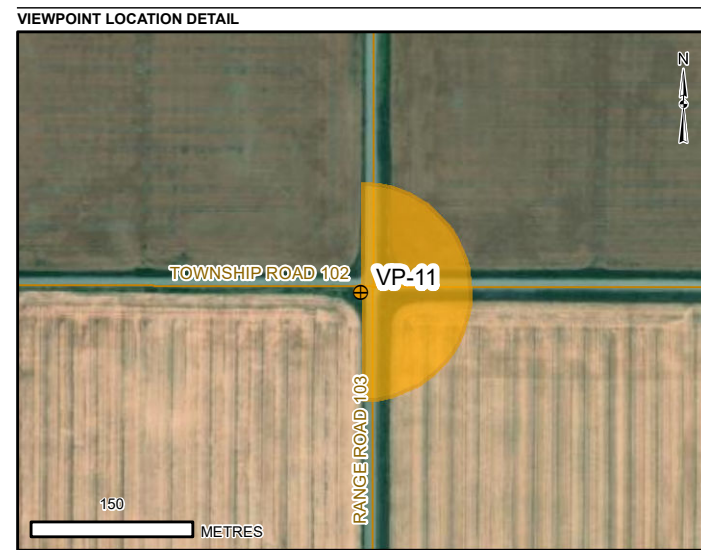 VIEWPOINT LOCATION DETAIL
N
TOWNSHIP ROAD 102
VP-11
RANGE ROAD 103
150
METRES